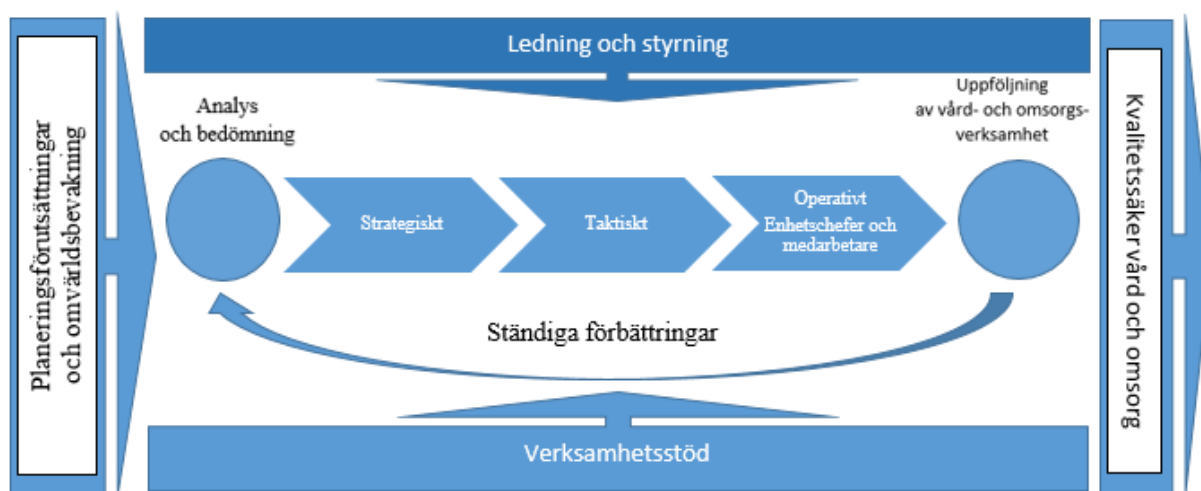 Planeringsförutsättningar
och omvärldsbevakning
Ledning och styrning
Analys
och bedömning
Strategiskt
Taktiskt
Operativt
Enhetschefer och
medarbetare
Uppföljning
av vård- och omsorgs-
verksamhet
Ständiga förbättringar
Verksamhetsstöd
Kvalitetssäker vård och omsorg